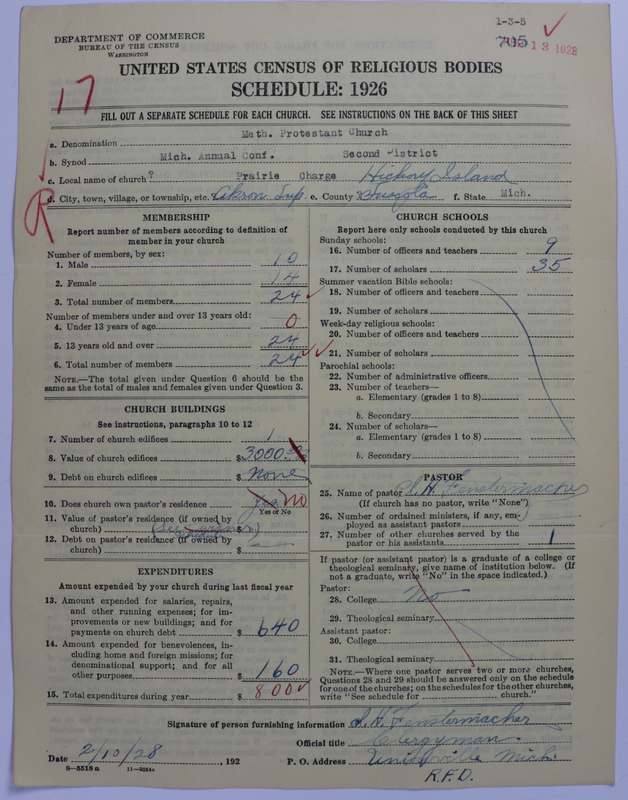 1-3-5
DEPARTMENT OF COMMERCE
BUREAU OF THE CENSUS
WASHINGTON
705
13 1928
UNITED STATES CENSUS OF RELIGIOUS BODIES
SCHEDULE: 1926
17
FILL OUT A SEPARATE SCHEDULE FOR EACH CHURCH. SEE INSTRUCTIONS ON THE BACK OF THIS SHEET
a. Denomination Meth. Protestant Church
b. Synod Mich. Annual Conf. Second District
c. Local name of church? Prairie Charge Hickory Island
R
d. City, town, village, or township, etc. Akron Twp. e. County Tuscola f. State Mich.
MEMBERSHIP
Report number of members according to definition of
member in your church
Number of members, by sex:
1. Male 10
2. Female 14
3. Total number of members 24
Number of members under and over 13 years old:
4. Under 13 years of age 0
5. 13 years old and over 24
6. Total number of members 24
NOTE.—The total given under Question 6 should be the
same as the total of males and females given under Question 3.
CHURCH BUILDINGS
See instructions, paragraphs 10 to 12
7. Number of church edifices 1
8. Value of church edifices $3000.
9. Debt on church edifices $ None
10. Does church own pastor's residence Yes NO
Yes or No
11. Value of pastor's residence (if owned by
church) $
12. Debt on pastor's residence (if owned by
church) $
EXPENDITURES
Amount expended by your church during last fiscal year
13. Amount expended for salaries, repairs,
and other running expenses; for im-
provements or new buildings; and for
payments on church debt $ 640
14. Amount expended for benevolences, in-
cluding home and foreign missions; for
denominational support; and for all
other purposes $ 160
15. Total expenditures during year $ 800
CHURCH SCHOOLS
Report here only schools conducted by this church
Sunday schools:
16. Number of officers and teachers 9
17. Number of scholars 35
Summer vacation Bible schools:
18. Number of officers and teachers
19. Number of scholars
Week-day religious schools:
20. Number of officers and teachers
21. Number of scholars
Parochial schools:
22. Number of administrative officers
23. Number of teachers—
a. Elementary (grades 1 to 8)
b. Secondary
24. Number of scholars—
a. Elementary (grades 1 to 8)
b. Secondary
PASTOR
25. Name of pastor S. H. Fenstermacher
(If church has no pastor, write "None")
26. Number of ordained ministers, if any, em-
ployed as assistant pastors
27. Number of other churches served by the
pastor or his assistants 1
If pastor (or assistant pastor) is a graduate of a college or
theological seminary, give name of institution below. (If
not a graduate, write "No" in the space indicated.)
Pastor:
28. College No
29. Theological seminary
Assistant pastor:
30. College
31. Theological seminary
NOTE.—Where one pastor serves two or more churches,
Questions 28 and 29 should be answered only on the schedule
for one of the churches; on the schedules for the other churches,
write "See schedule for church."
Signature of person furnishing information S. H. Fenstermacher
Official title Clergyman.
Date 2/10/28, 192 P. O. Address Unionville Mich.
8-5518a 11-9554
R.F.D.